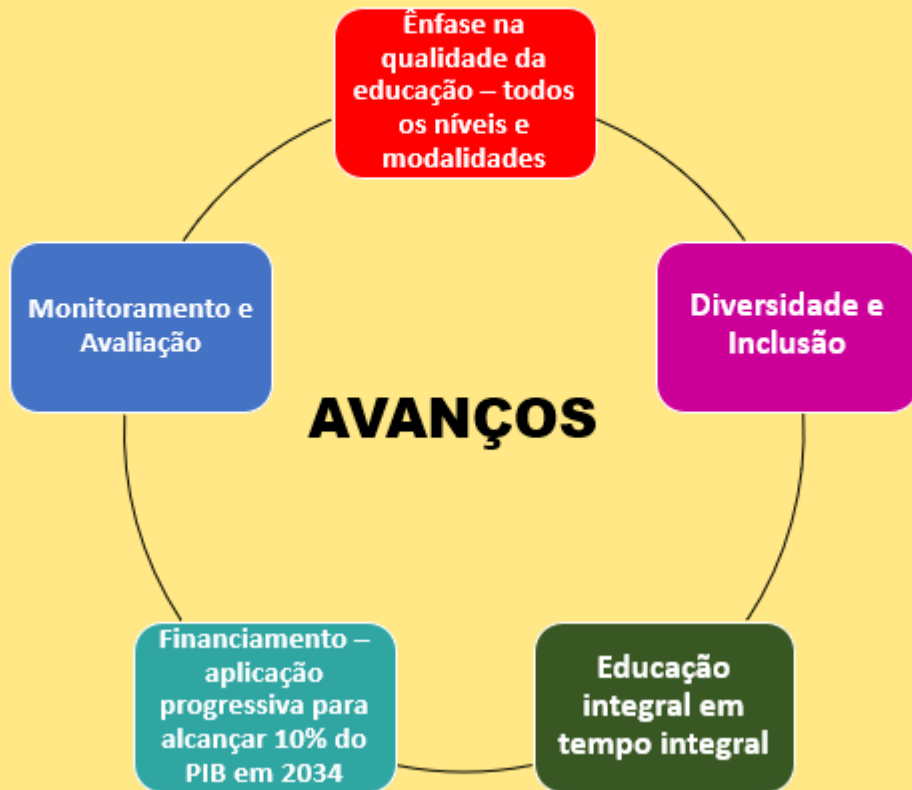 Ênfase na
qualidade da
educação – todos
os níveis e
modalidades
Diversidade e
Inclusão
Educação
integral em
tempo integral
Financiamento –
aplicação
progressiva para
alcançar 10% do
PIB em 2034
Monitoramento e
Avaliação
AVANÇOS